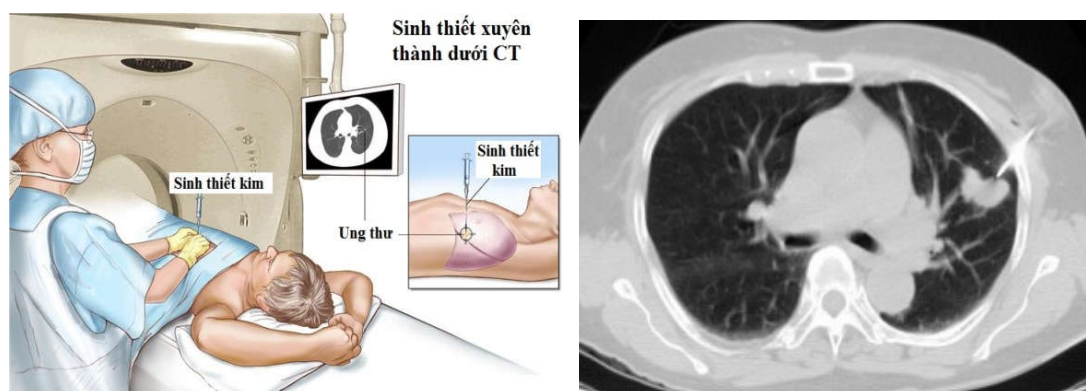 Sinh thiết xuyên
thành dưới CT
Sinh thiết kim
Sinh thiết
kim
Ung thư